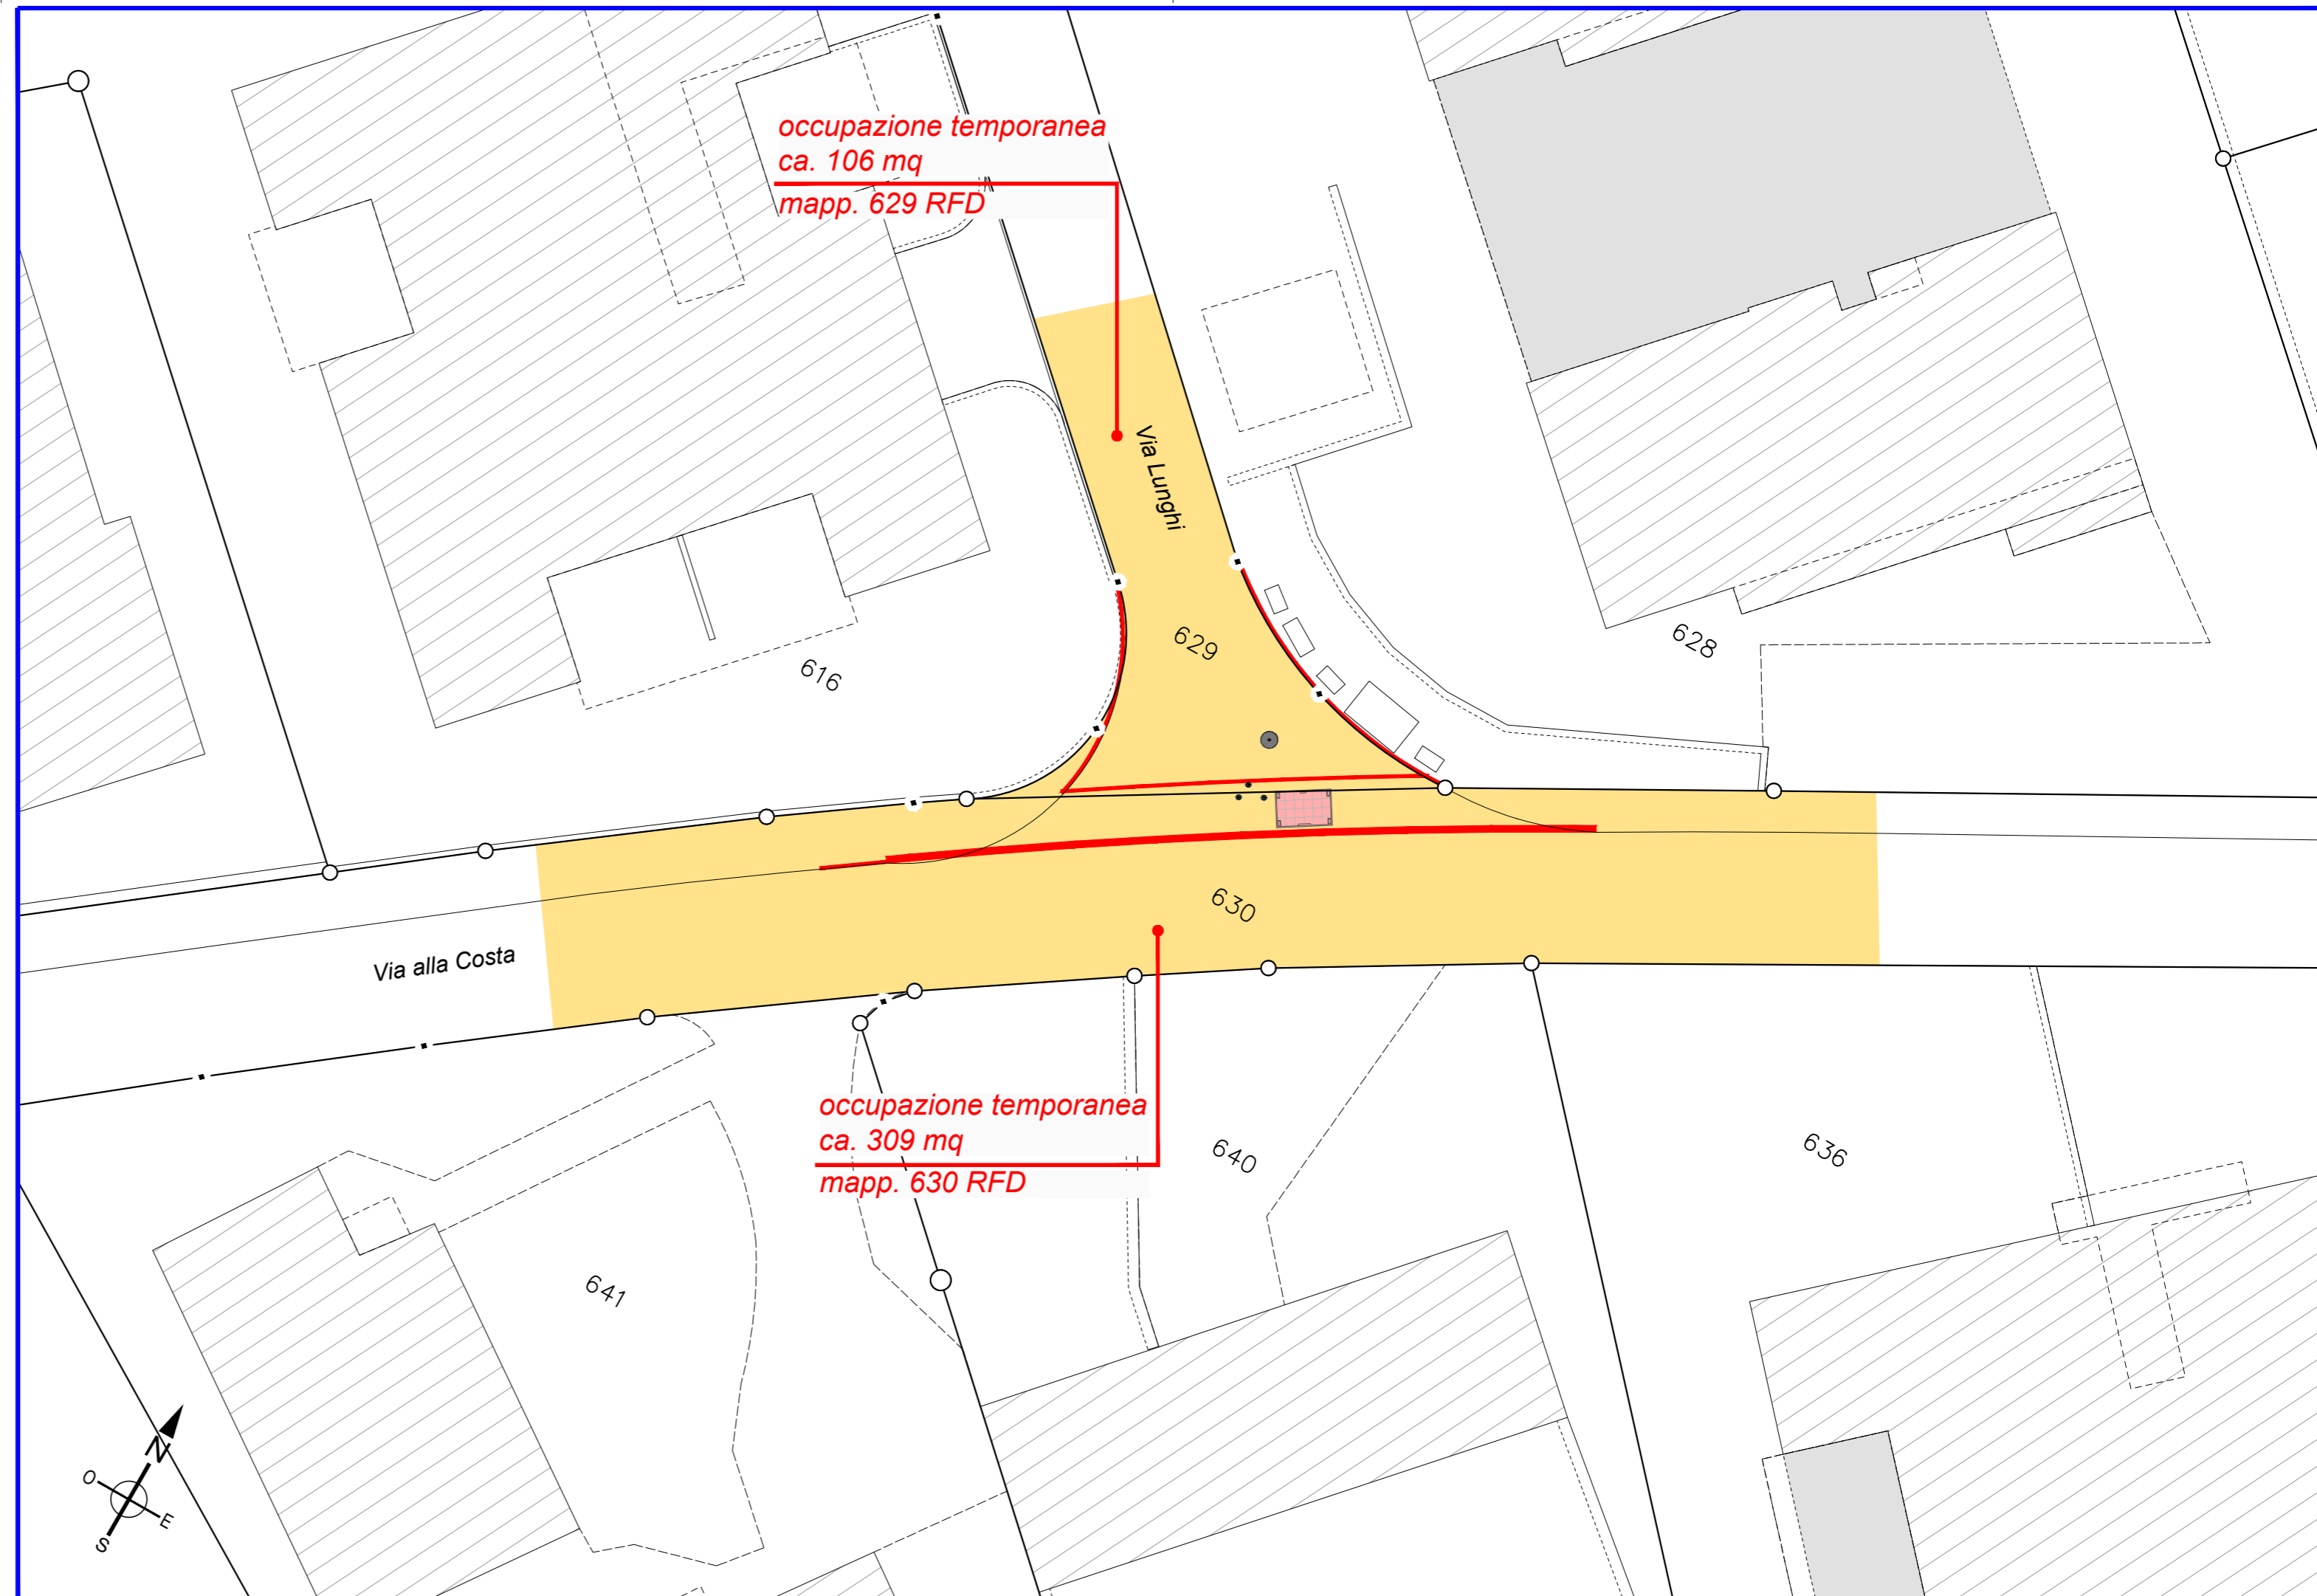 occupazione temporanea
ca. 106 mq
mapp. 629 RFD
Via Lunghi
629
628
616
630
Via alla Costa
occupazione temporanea
ca. 309 mq
mapp. 630 RFD
640
636
641
N
O
E
S